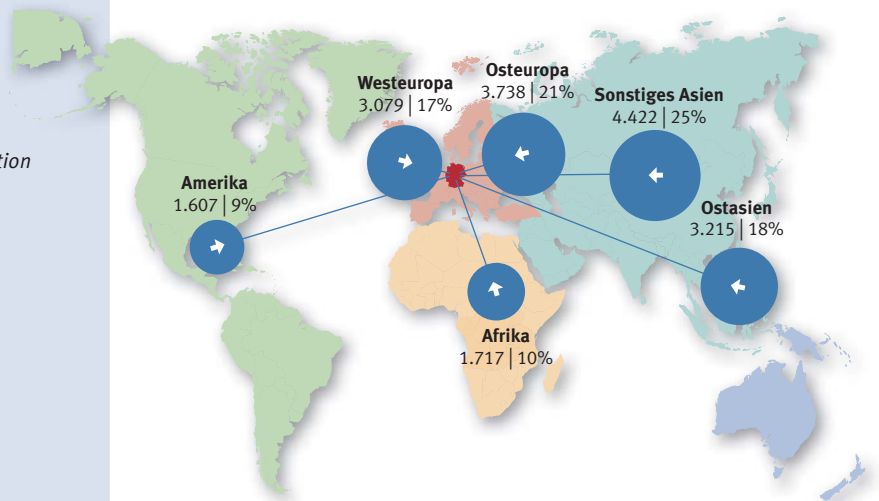 tion
Westeuropa
3.079 | 17%
Osteuropa
3.738 | 21%
Sonstiges Asien
4.422 | 25%
Amerika
1.607 | 9%
Ostasien
3.215 | 18%
Afrika
1.717 | 10%